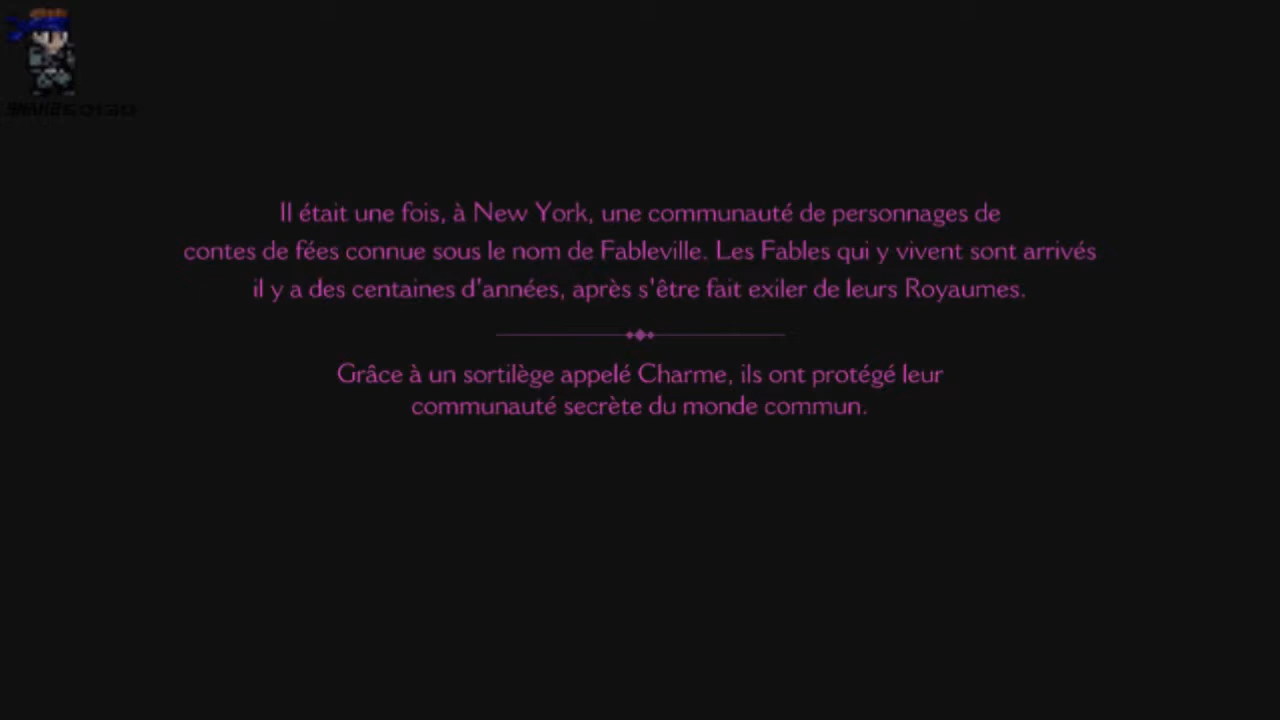 Il était une fois, à New York, une communauté de personnages de
contes de fées connue sous le nom de Fableville. Les Fables qui y vivent sont arrivés
il y a des centaines d'années, après s'être fait exiler de leurs Royaumes.
Grâce à un sortilège appelé Charme, ils ont protégé leur
communauté secrète du monde commun.